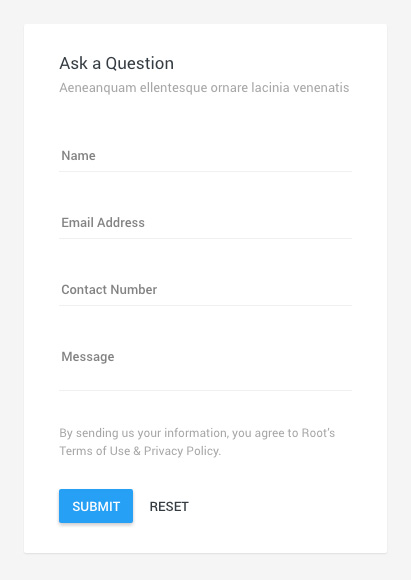 Ask a Question
Aeneanquam ellentesque ornare lacinia venenatis
Name
Email Address
Contact Number
Message
By sending us your information, you agree to Root's
Terms of Use & Privacy Policy.
SUBMIT RESET